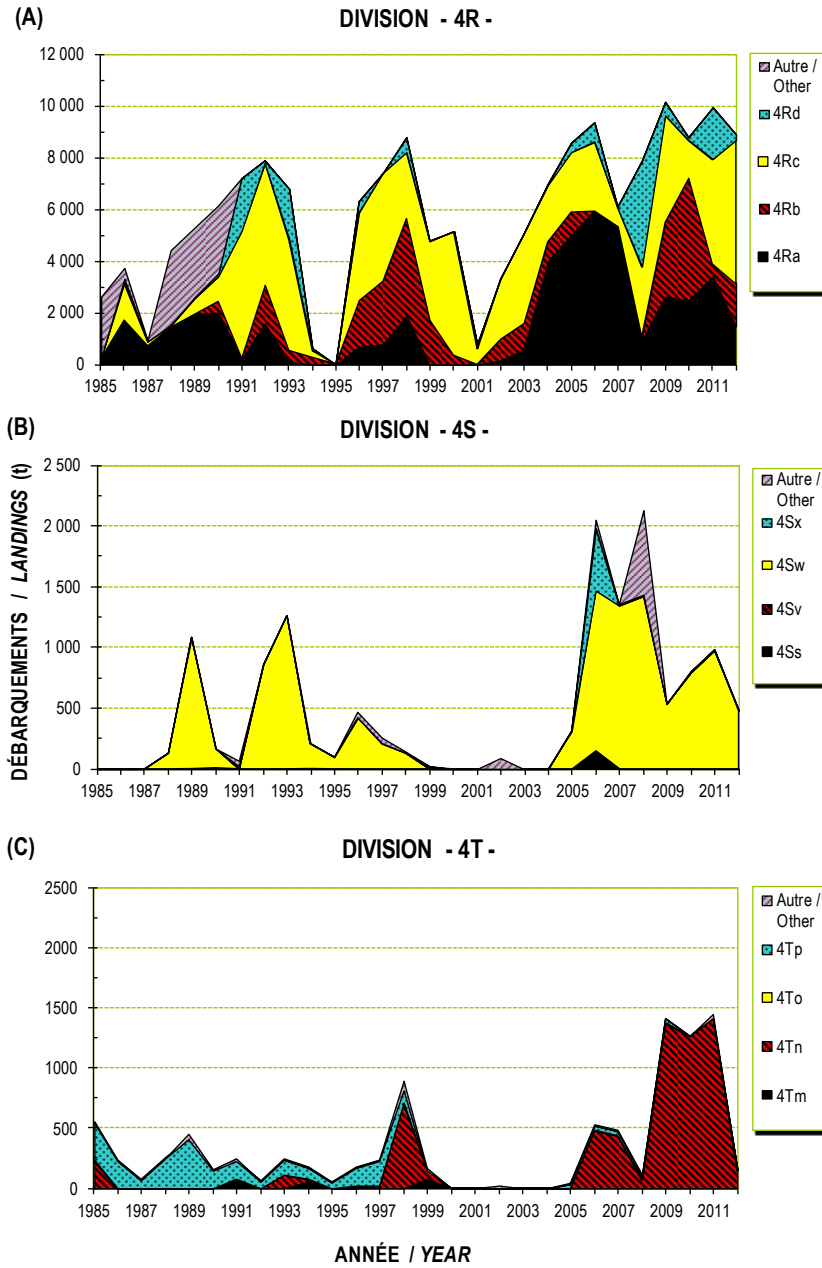 (A)
DIVISION - 4R -
12 000
10 000
8 000
6 000
4 000
2 000
0
1985 1987 1989 1991 1993 1995 1997 1999 2001 2003 2005 2007 2009 2011
Autre /
Other
4Rd
4Rc
4Rb
4Ra
(B)
DIVISION - 4S -
DÉBARQUEMENTS / LANDINGS (t)
2 500
2 000
1 500
1 000
500
0
1985 1987 1989 1991 1993 1995 1997 1999 2001 2003 2005 2007 2009 2011
Autre /
Other
4Sx
4Sw
4Sv
4Ss
(C)
DIVISION - 4T -
2500
2000
1500
1000
500
0
1985 1987 1989 1991 1993 1995 1997 1999 2001 2003 2005 2007 2009 2011
Autre /
Other
4Tp
4To
4Tn
4Tm
ANNÉE / YEAR